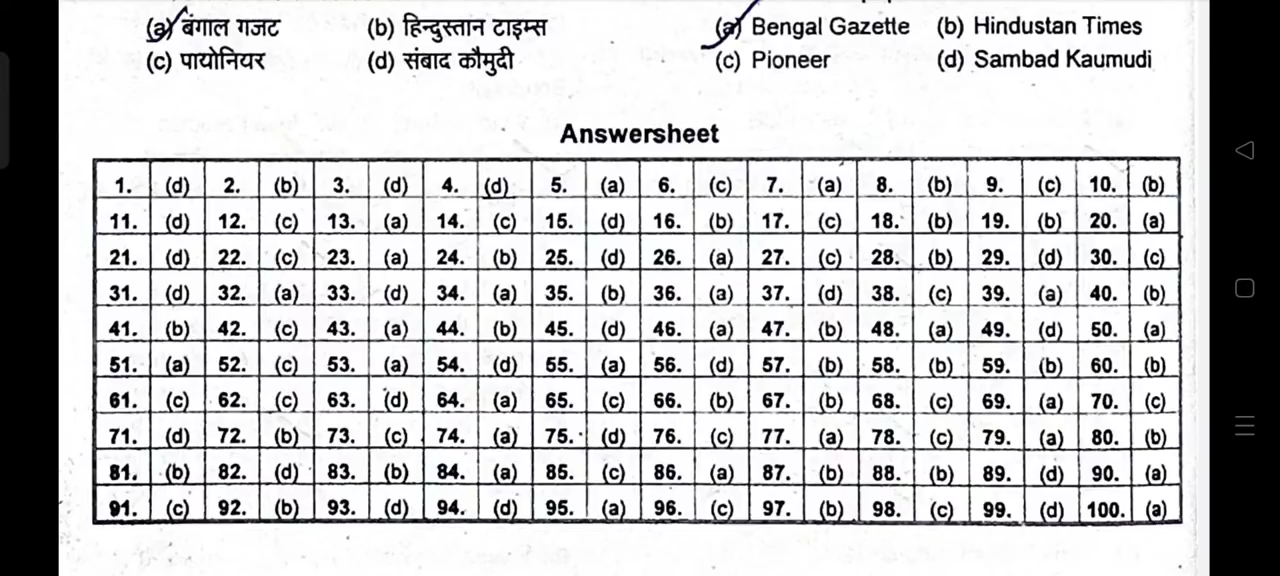 (a) बंगाल गजट (b) हिन्दुस्तान टाइम्स (a) Bengal Gazette (b) Hindustan Times
(c) पायोनियर (d) संबाद कौमुदी (c) Pioneer (d) Sambad Kaumudi
Answersheet
1. (d) 2. (b) 3. (d) 4. (d) 5. (a) 6. (c) 7. (a) 8. (b) 9. (c) 10. (b)
11. (d) 12. (c) 13. (a) 14. (c) 15. (d) 16. (b) 17. (c) 18. (b) 19. (b) 20. (a)
21. (d) 22. (c) 23. (a) 24. (b) 25. (d) 26. (a) 27. (c) 28. (b) 29. (d) 30. (c)
31. (d) 32. (a) 33. (d) 34. (a) 35. (b) 36. (a) 37. (d) 38. (c) 39. (a) 40. (b)
41. (b) 42. (c) 43. (a) 44. (b) 45. (d) 46. (a) 47. (b) 48. (a) 49. (d) 50. (a)
51. (a) 52. (c) 53. (a) 54. (d) 55. (a) 56. (d) 57. (b) 58. (b) 59. (b) 60. (b)
61. (c) 62. (c) 63. (d) 64. (a) 65. (c) 66. (b) 67. (b) 68. (c) 69. (a) 70. (c)
71. (d) 72. (b) 73. (c) 74. (a) 75. (d) 76. (c) 77. (a) 78. (c) 79. (a) 80. (b)
81. (b) 82. (d) 83. (b) 84. (a) 85. (c) 86. (a) 87. (b) 88. (b) 89. (d) 90. (a)
91. (c) 92. (b) 93. (d) 94. (d) 95. (a) 96. (c) 97. (b) 98. (c) 99. (d) 100. (a)